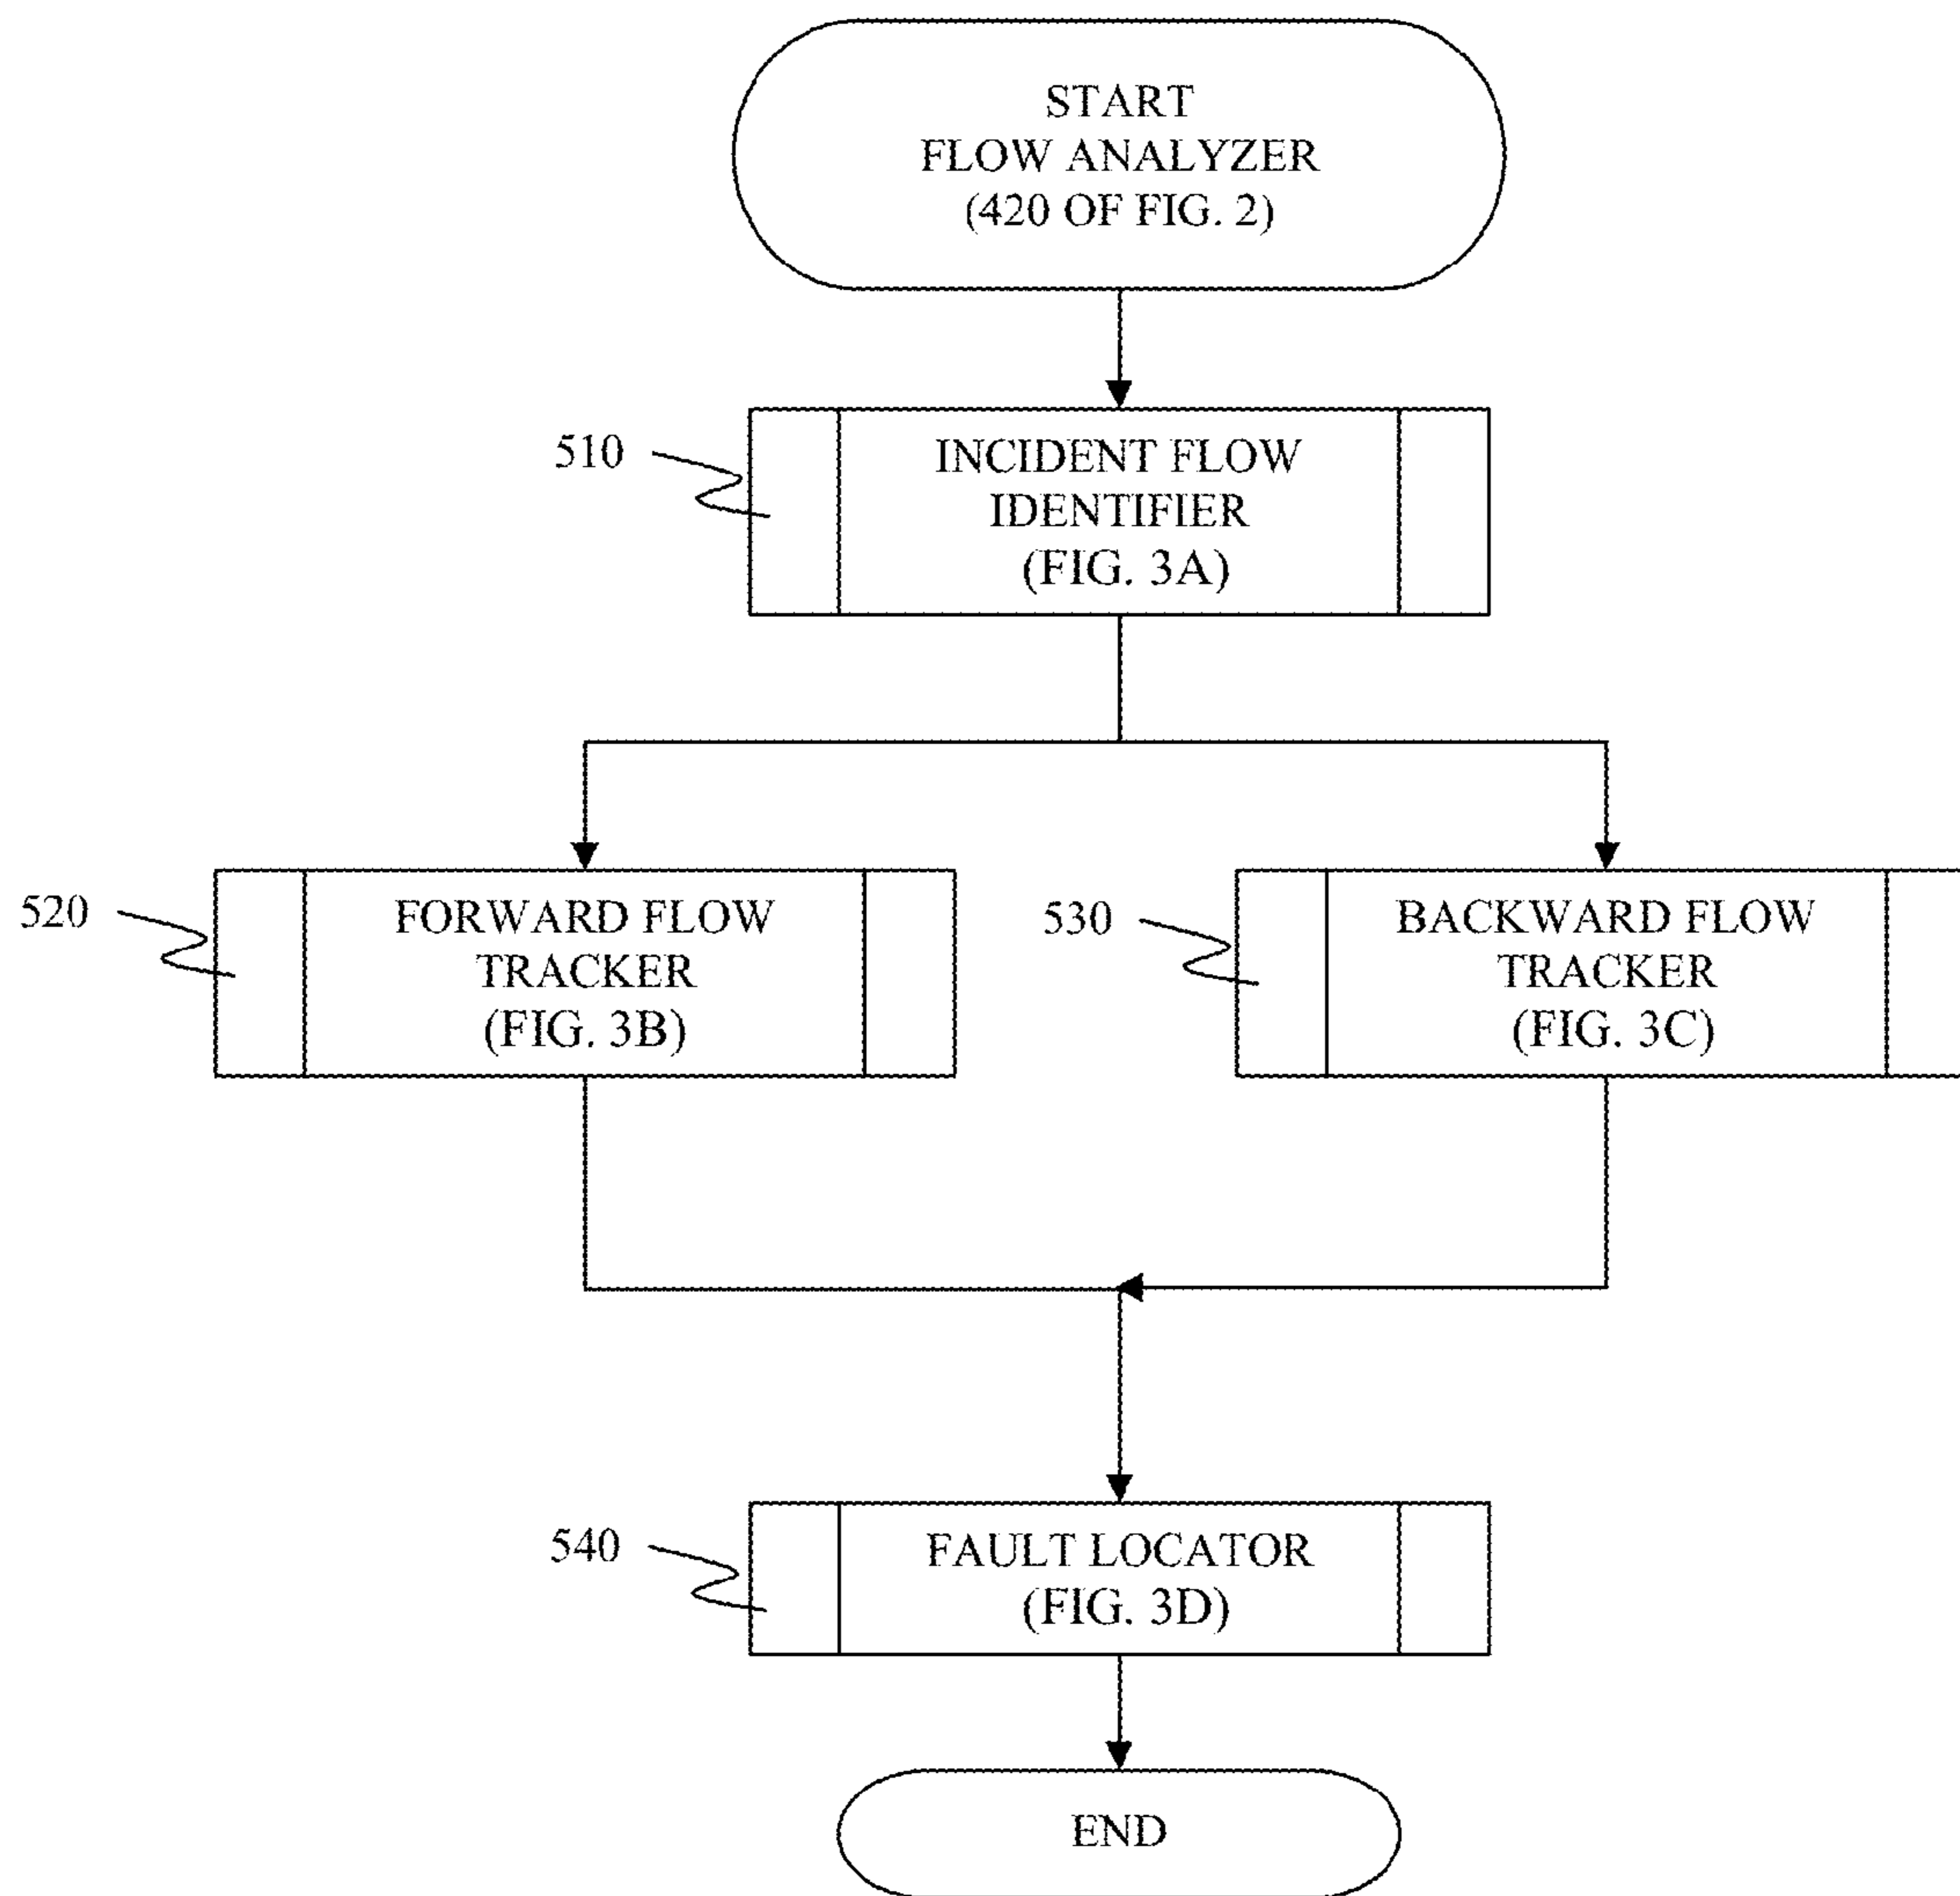 START
FLOW ANALYZER
(420 OF FIG. 2)
510
INCIDENT FLOW
IDENTIFIER
(FIG. 3A)
520
FORWARD FLOW
TRACKER
(FIG. 3B)
530
BACKWARD FLOW
TRACKER
(FIG. 3C)
540
FAULT LOCATOR
(FIG. 3D)
END